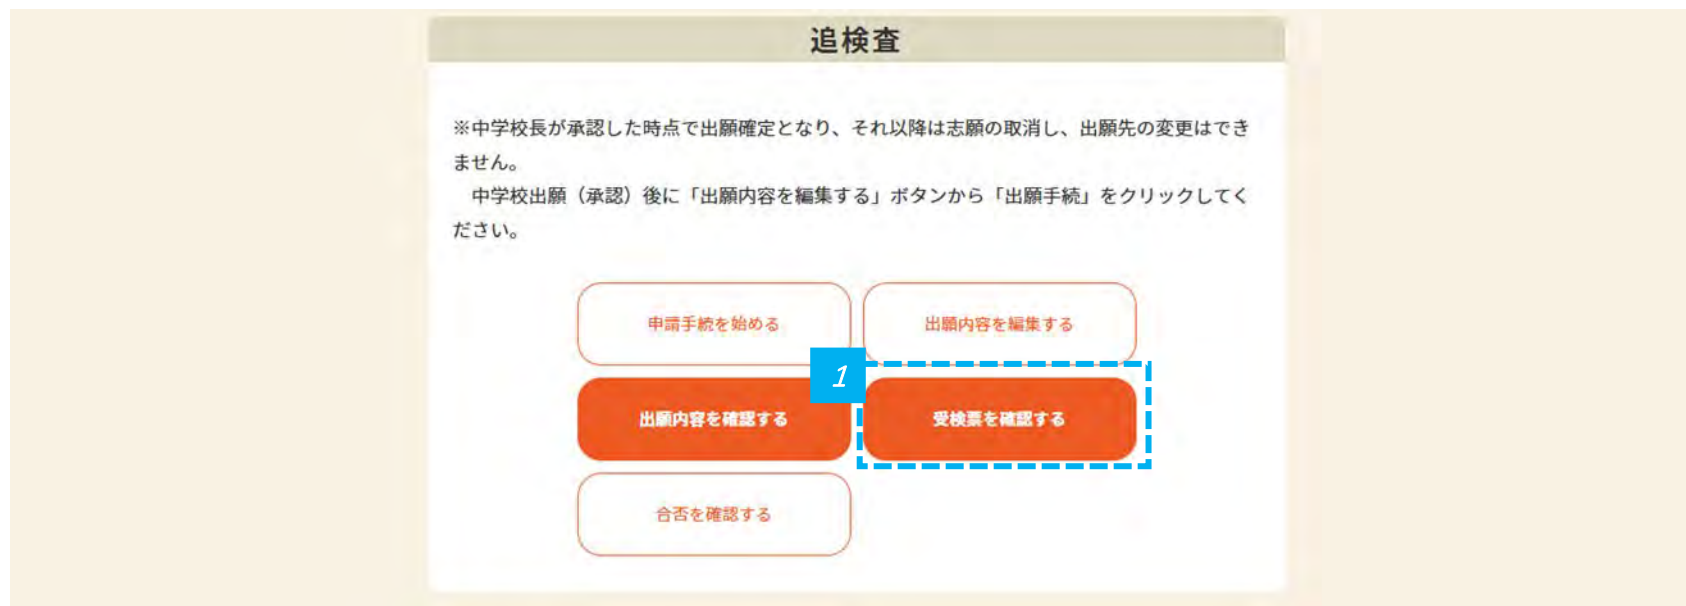 追検査
※中学校長が承認した時点で出願確定となり、それ以降は志願の取消し、出願先の変更はでき
ません。
　中学校出願（承認）後に「出願内容を編集する」ボタンから「出願手続」をクリックしてく
ださい。
申請手続を始める
出願内容を編集する
1
出願内容を確認する
受検票を確認する
合否を確認する